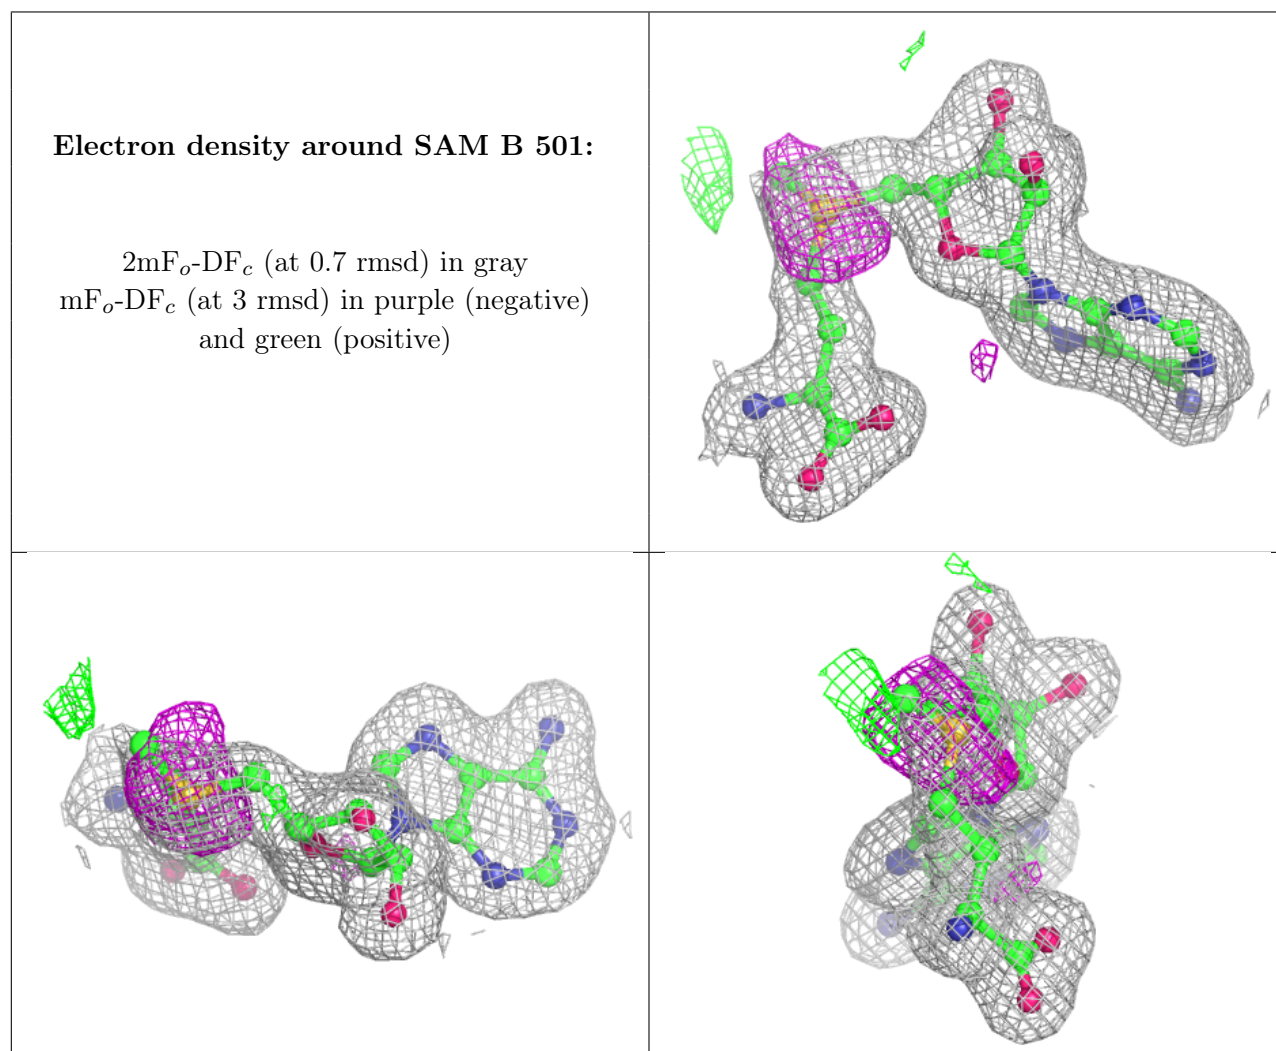 Electron density around SAM B 501:
2mFo-DFc (at 0.7 rmsd) in gray
mFo-DFc (at 3 rmsd) in purple (negative)
and green (positive)